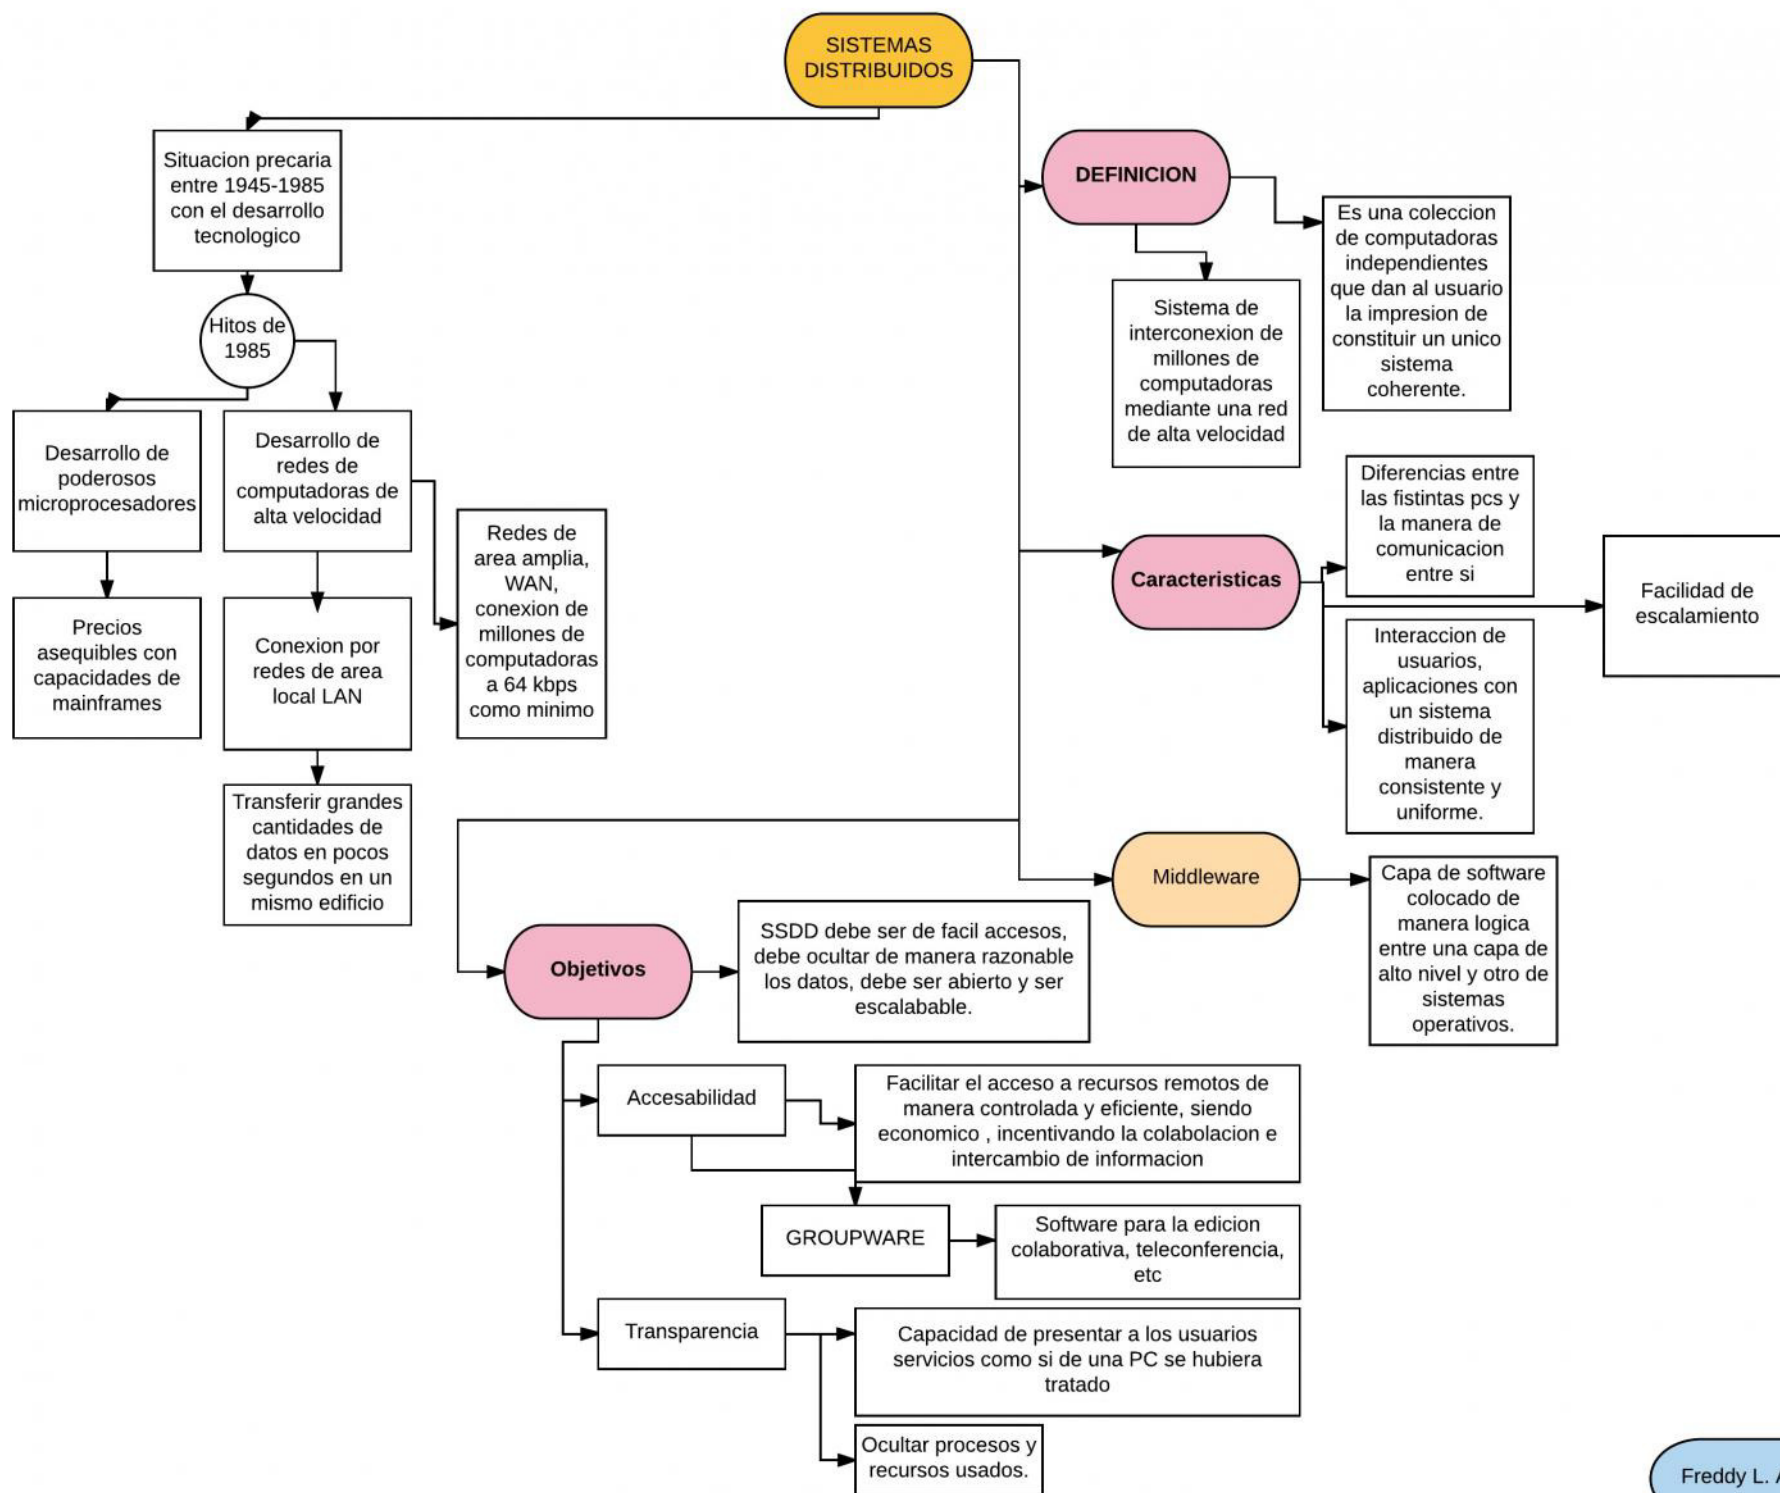 SISTEMAS
DISTRIBUIDOS
Situacion precaria
entre 1945-1985
con el desarrollo
tecnologico
Hitos de
1985
Desarrollo de
poderosos
microprocesadores
Precios
asequibles con
capacidades de
mainframes
Desarrollo de
redes de
computadoras de
alta velocidad
Conexion por
redes de area
local LAN
Transferir grandes
cantidades de
datos en pocos
segundos en un
mismo edificio
Redes de
area amplia,
WAN,
conexion de
millones de
computadoras
a 64 kbps
como minimo
DEFINICION
Sistema de
interconexion de
millones de
computadoras
mediante una red
de alta velocidad
Es una coleccion
de computadoras
independientes
que dan al usuario
la impresion de
constituir un unico
sistema
coherente.
Caracteristicas
Diferencias entre
las fistintas pcs y
la manera de
comunicacion
entre si
Facilidad de
escalamiento
Interaccion de
usuarios,
aplicaciones con
un sistema
distribuido de
manera
consistente y
uniforme.
Middleware
Capa de software
colocado de
manera logica
entre una capa de
alto nivel y otro de
sistemas
operativos.
Objetivos
SSDD debe ser de facil accesos,
debe ocultar de manera razonable
los datos, debe ser abierto y ser
escalabable.
Accesabilidad
Facilitar el acceso a recursos remotos de
manera controlada y eficiente, siendo
economico , incentivando la colabolacion e
intercambio de informacion
GROUPWARE
Software para la edicion
colaborativa, teleconferencia,
etc
Transparencia
Capacidad de presentar a los usuarios
servicios como si de una PC se hubiera
tratado
Ocultar procesos y
recursos usados.
Freddy L.